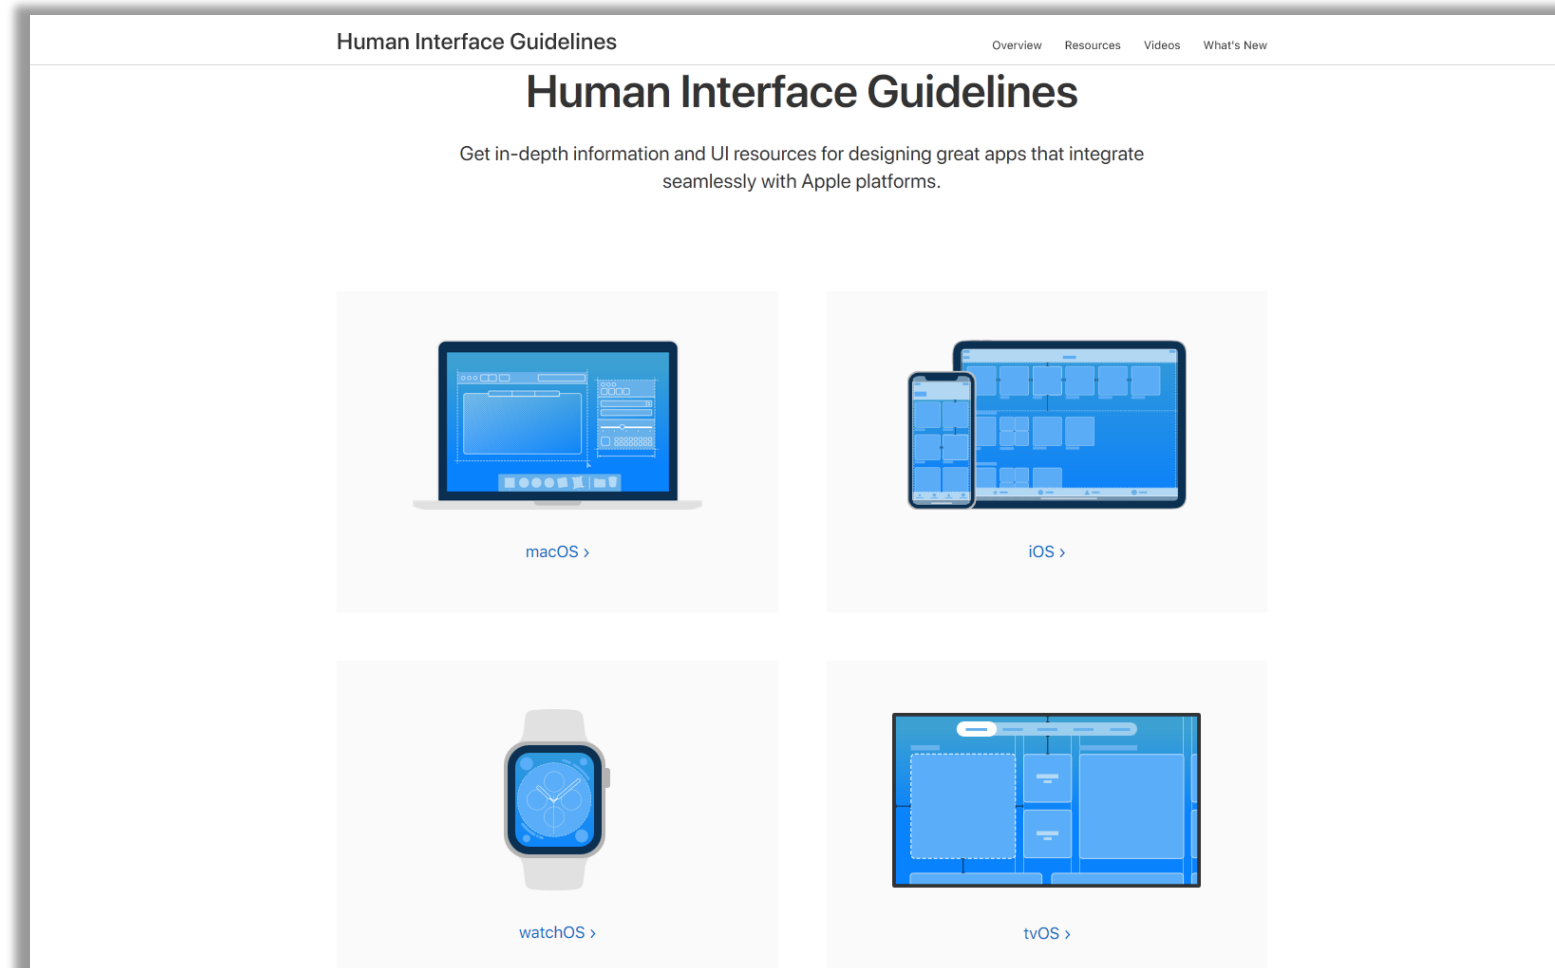 Human Interface Guidelines
Overview Resources Videos What's New
Human Interface Guidelines
Get in-depth information and UI resources for designing great apps that integrate
seamlessly with Apple platforms.
macOS ›
iOS ›
watchOS ›
tvOS ›